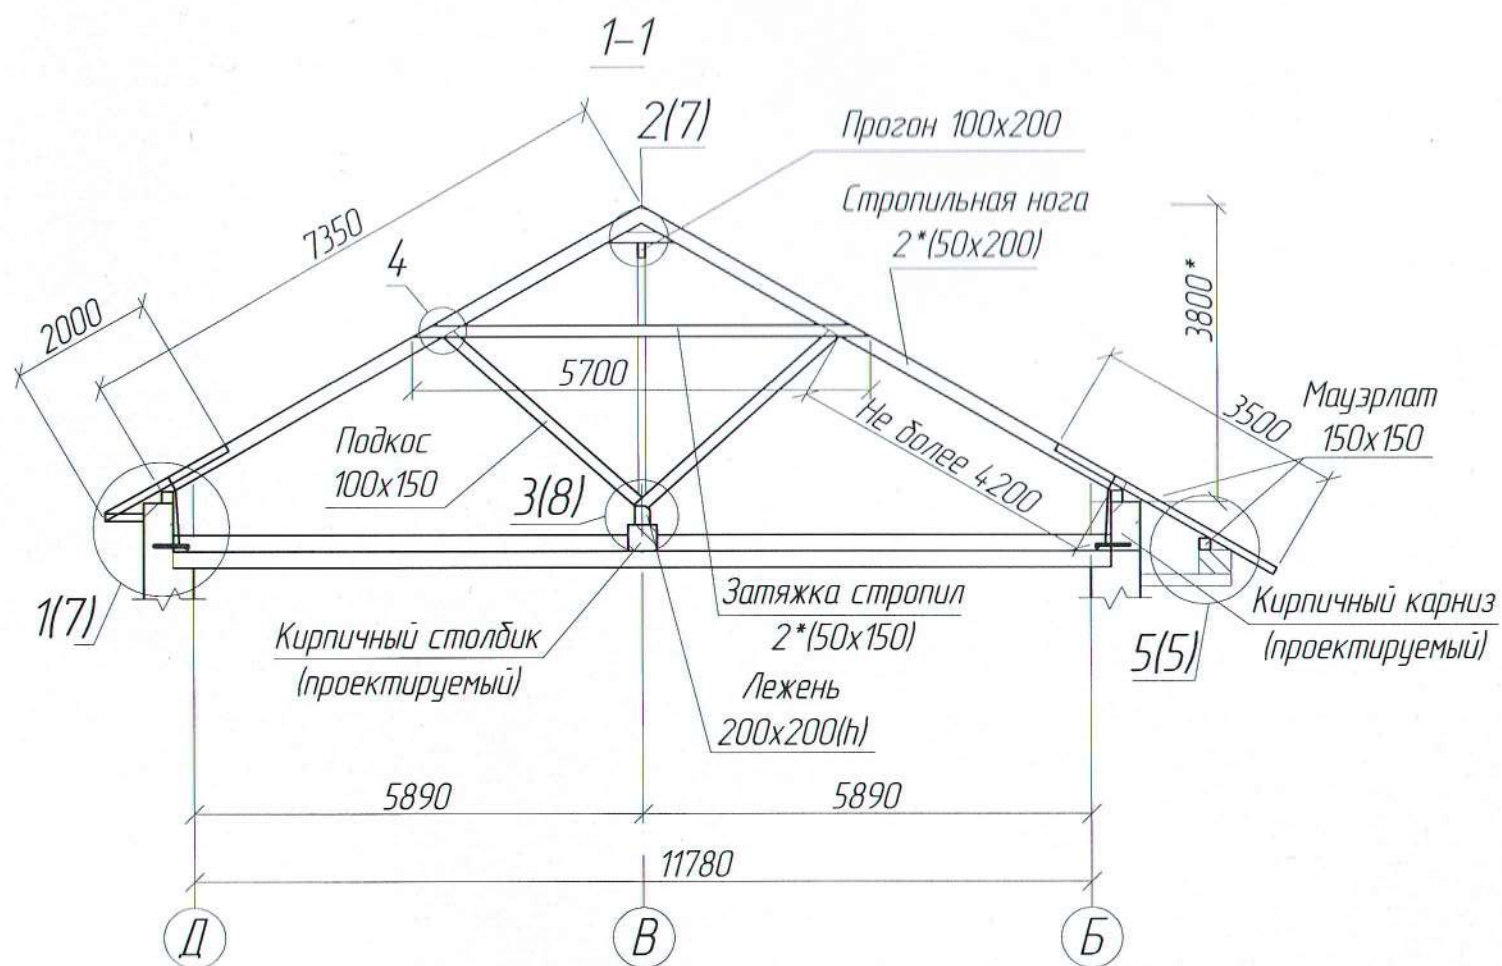 1-1
2(7)
Прогон 100х200
Стропильная нога
2*(50х200)
7350
4
3800*
2000
5700
Мауэрлат
150х150
3500
Не более 4200
Подкос
100х150
3(8)
1(7)
Затяжка стропил
2*(50х150)
Кирпичный столбик
(проектируемый)
Кирпичный карниз
(проектируемый)
5(5)
Лежень
200х200(h)
5890
5890
11780
Д
В
Б